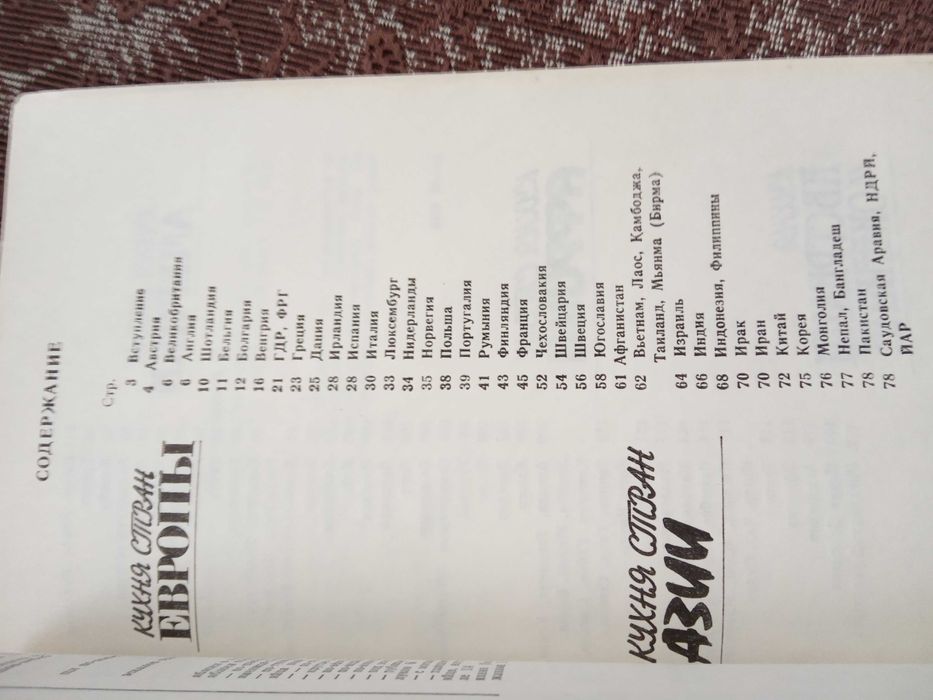 СОДЕРЖАНИЕ
Стр.
КУХНЯ СТРАН
ЕВРОПЫ
3 Вступление
4 Австрия
6 Великобритания
6 Англия
10 Шотландия
11 Бельгия
12 Болгария
16 Венгрия
21 ГДР, ФРГ
23 Греция
25 Дания
28 Ирландия
28 Испания
30 Италия
33 Люксембург
34 Нидерланды
35 Норвегия
38 Польша
39 Португалия
41 Румыния
43 Финляндия
45 Франция
52 Чехословакия
54 Швейцария
56 Швеция
58 Югославия
КУХНЯ СТРАН
АЗИИ
61 Афганистан
62 Вьетнам, Лаос, Камбоджа,
Таиланд, Мьянма (Бирма)
64 Израиль
66 Индия
68 Индонезия, Филиппины
70 Ирак
70 Иран
72 Китай
75 Корея
76 Монголия
77 Непал, Бангладеш
78 Пакистан
78 Саудовская Аравия, НДРЙ,
ЙАР